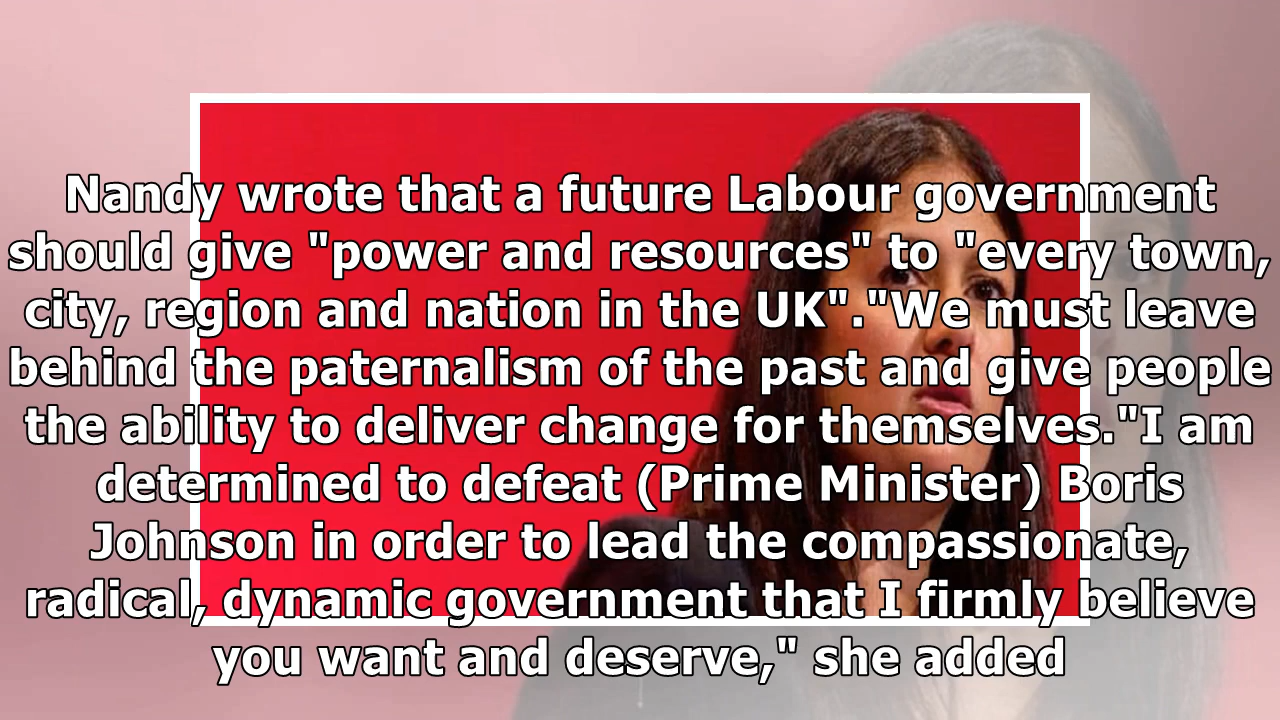 Nandy wrote that a future Labour government
should give "power and resources" to "every town,
city, region and nation in the UK"."We must leave
behind the paternalism of the past and give people
the ability to deliver change for themselves."I am
determined to defeat (Prime Minister) Boris
Johnson in order to lead the compassionate,
radical, dynamic government that I firmly believe
you want and deserve," she added